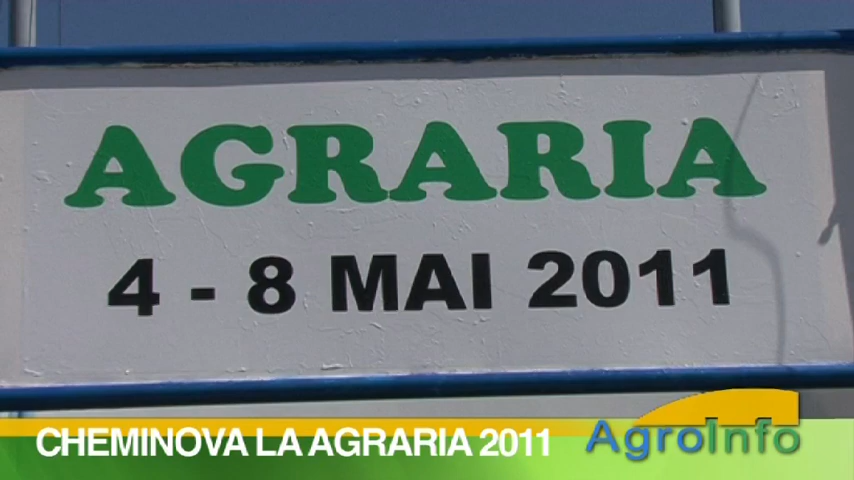 AGRARIA
4 - 8 MAI 2011
CHEMINOVA LA AGRARIA 2011
AgroInfo